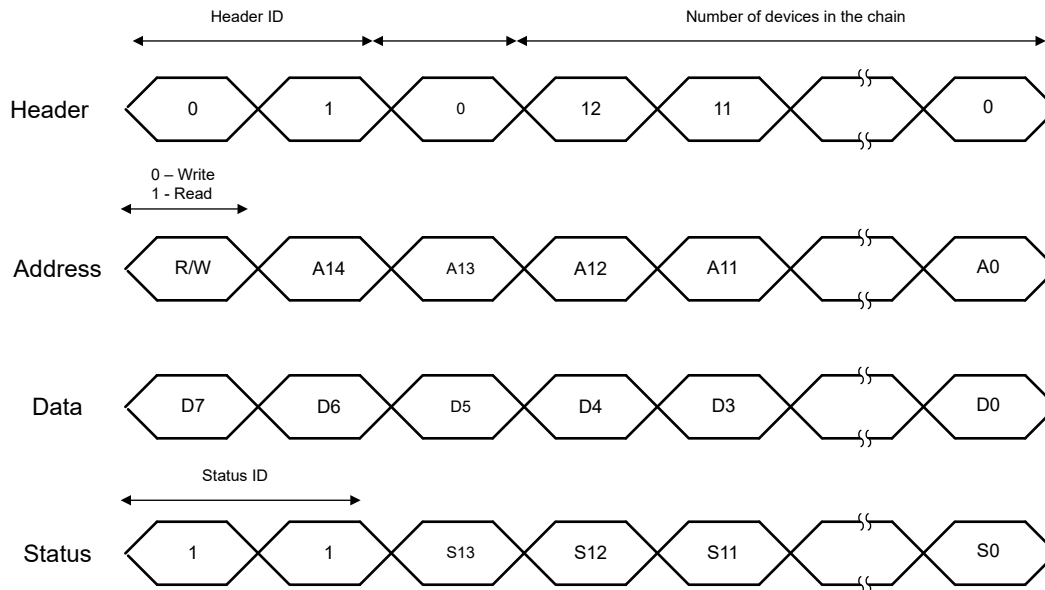 Header ID Number of devices in the chain
Header 0 1 0 12 11 0
0 – Write
1 - Read
Address R/W A14 A13 A12 A11 A0
Data D7 D6 D5 D4 D3 D0
Status ID
Status 1 1 S13 S12 S11 S0